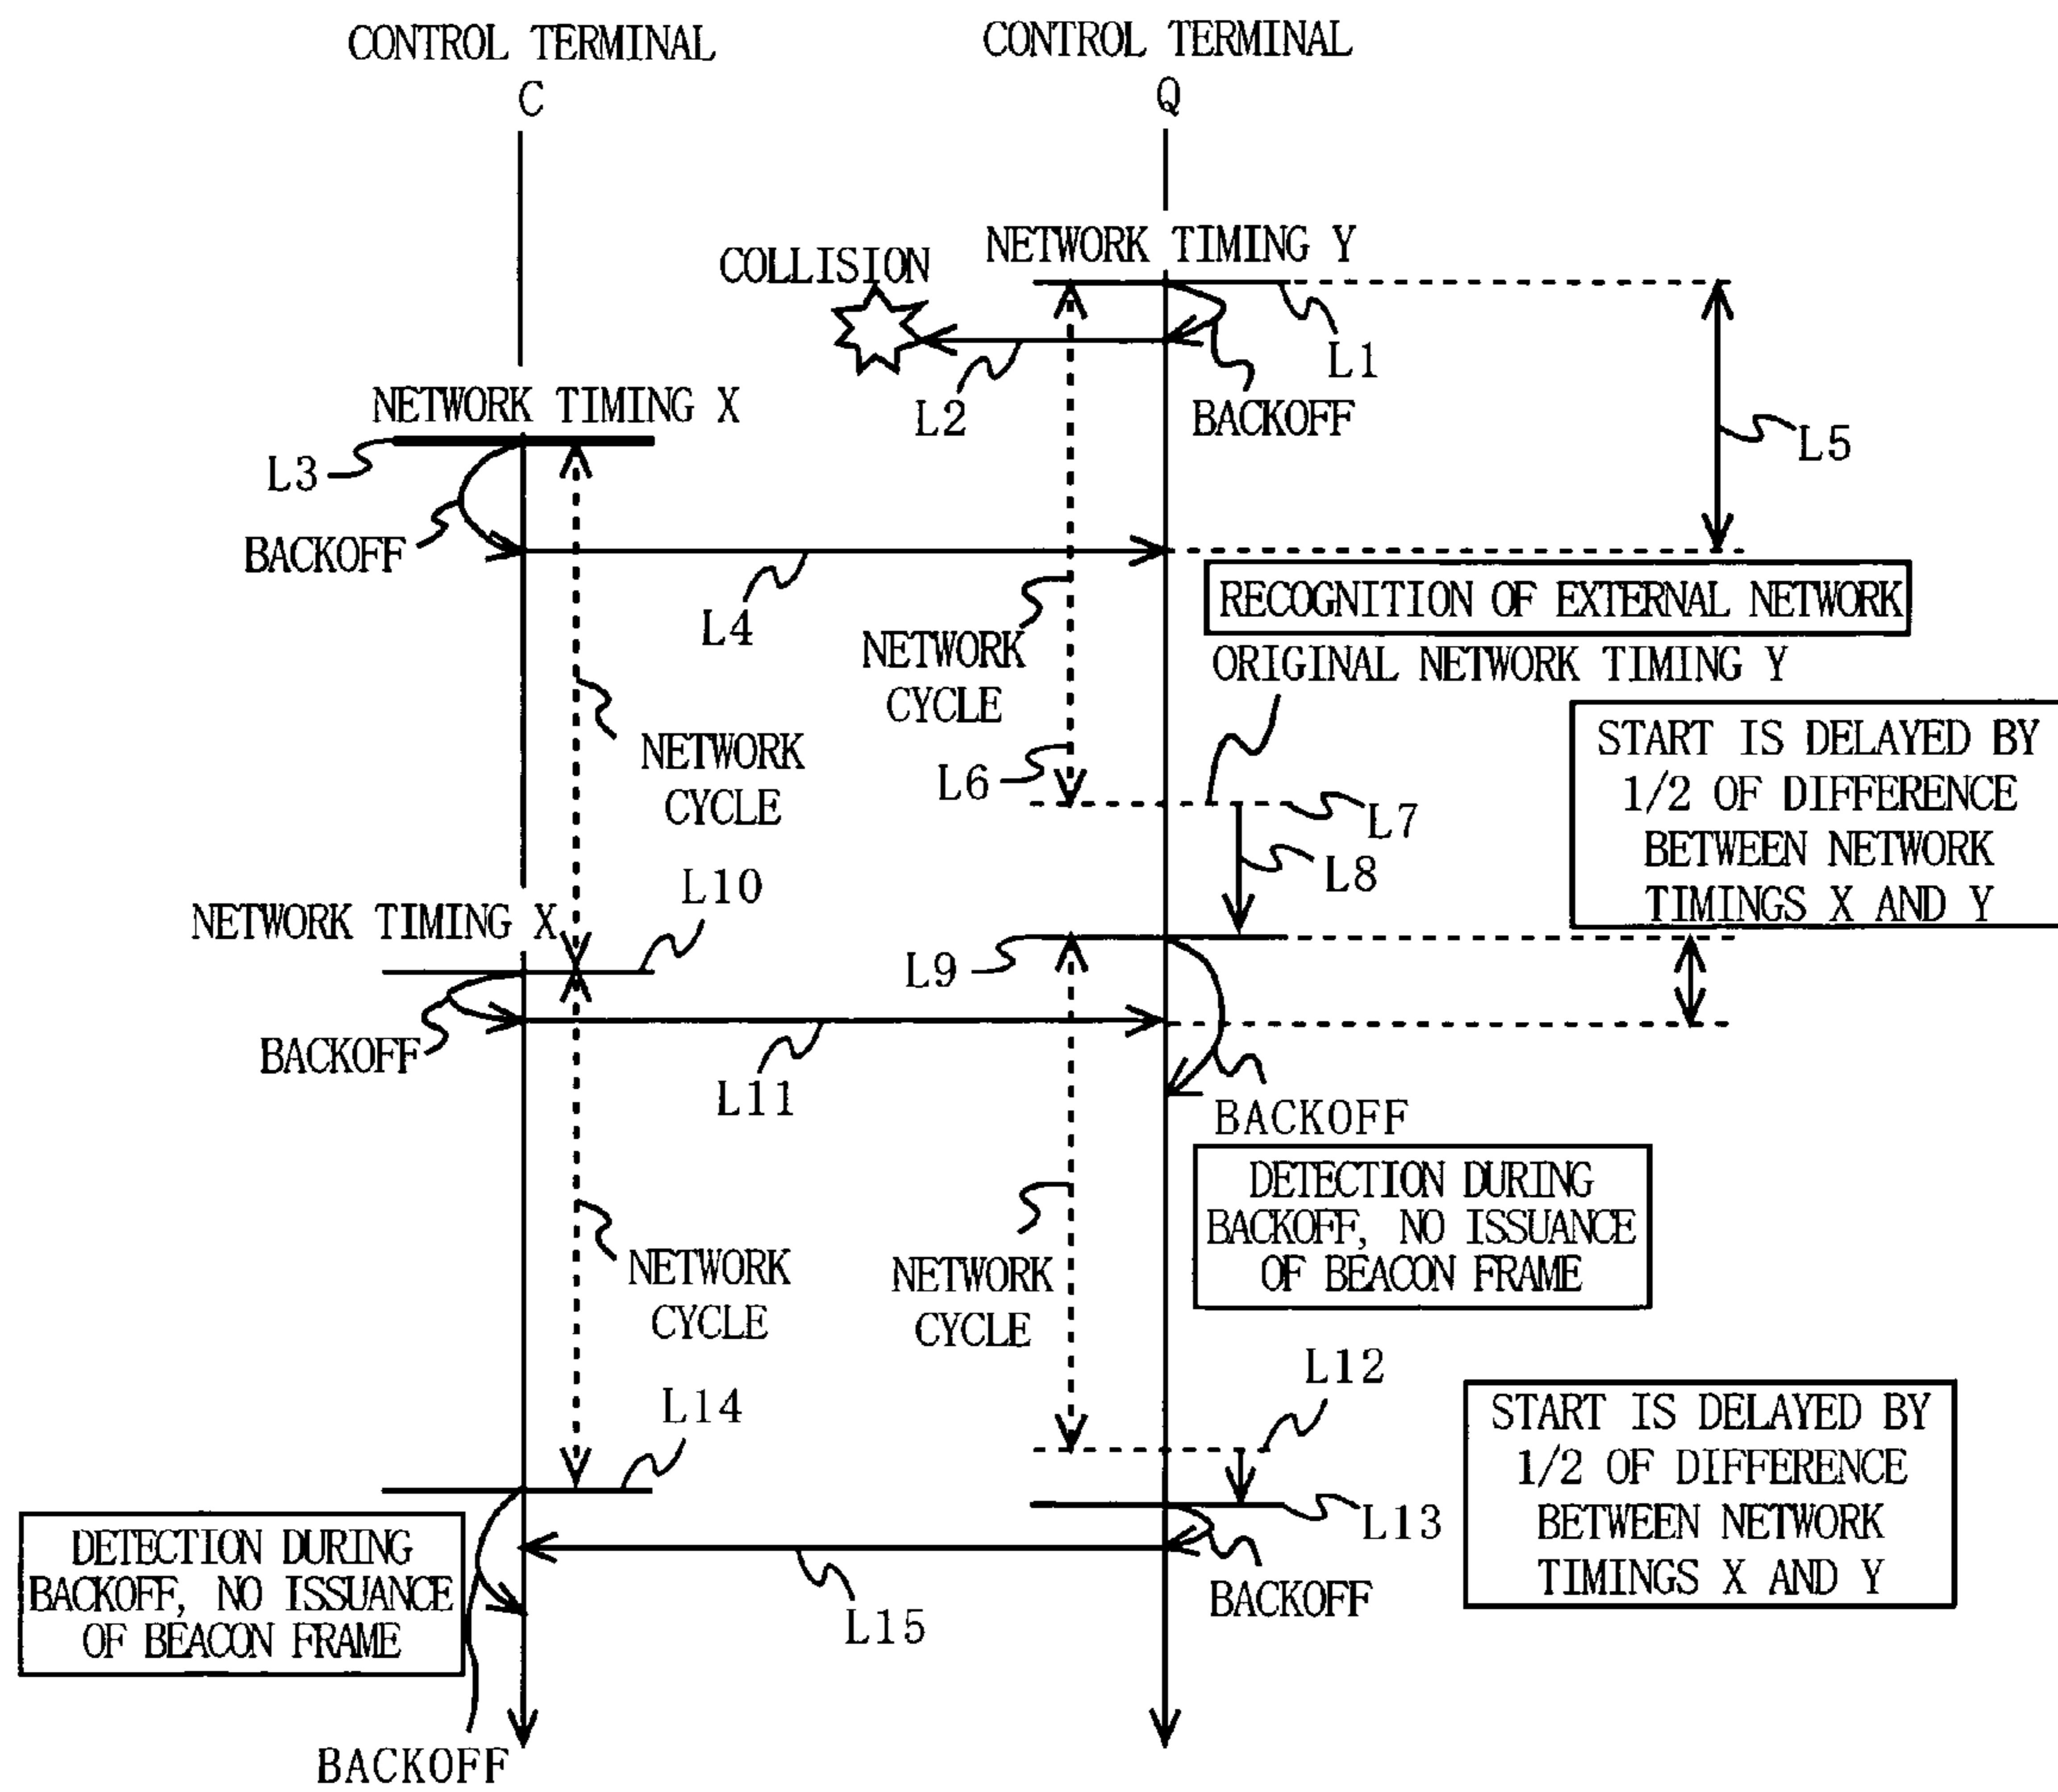 CONTROL TERMINAL
C
CONTROL TERMINAL
Q
NETWORK TIMING Y
COLLISION
L1
L2
BACKOFF
NETWORK TIMING X
L3
L5
BACKOFF
L4
RECOGNITION OF EXTERNAL NETWORK
NETWORK
CYCLE
ORIGINAL NETWORK TIMING Y
NETWORK
CYCLE
L6
L7
L8
START IS DELAYED BY
1/2 OF DIFFERENCE
BETWEEN NETWORK
TIMINGS X AND Y
L10
NETWORK TIMING X
L9
BACKOFF
L11
BACKOFF
DETECTION DURING
BACKOFF, NO ISSUANCE
OF BEACON FRAME
NETWORK
CYCLE
NETWORK
CYCLE
L12
L14
L13
START IS DELAYED BY
1/2 OF DIFFERENCE
BETWEEN NETWORK
TIMINGS X AND Y
DETECTION DURING
BACKOFF, NO ISSUANCE
OF BEACON FRAME
L15
BACKOFF
BACKOFF